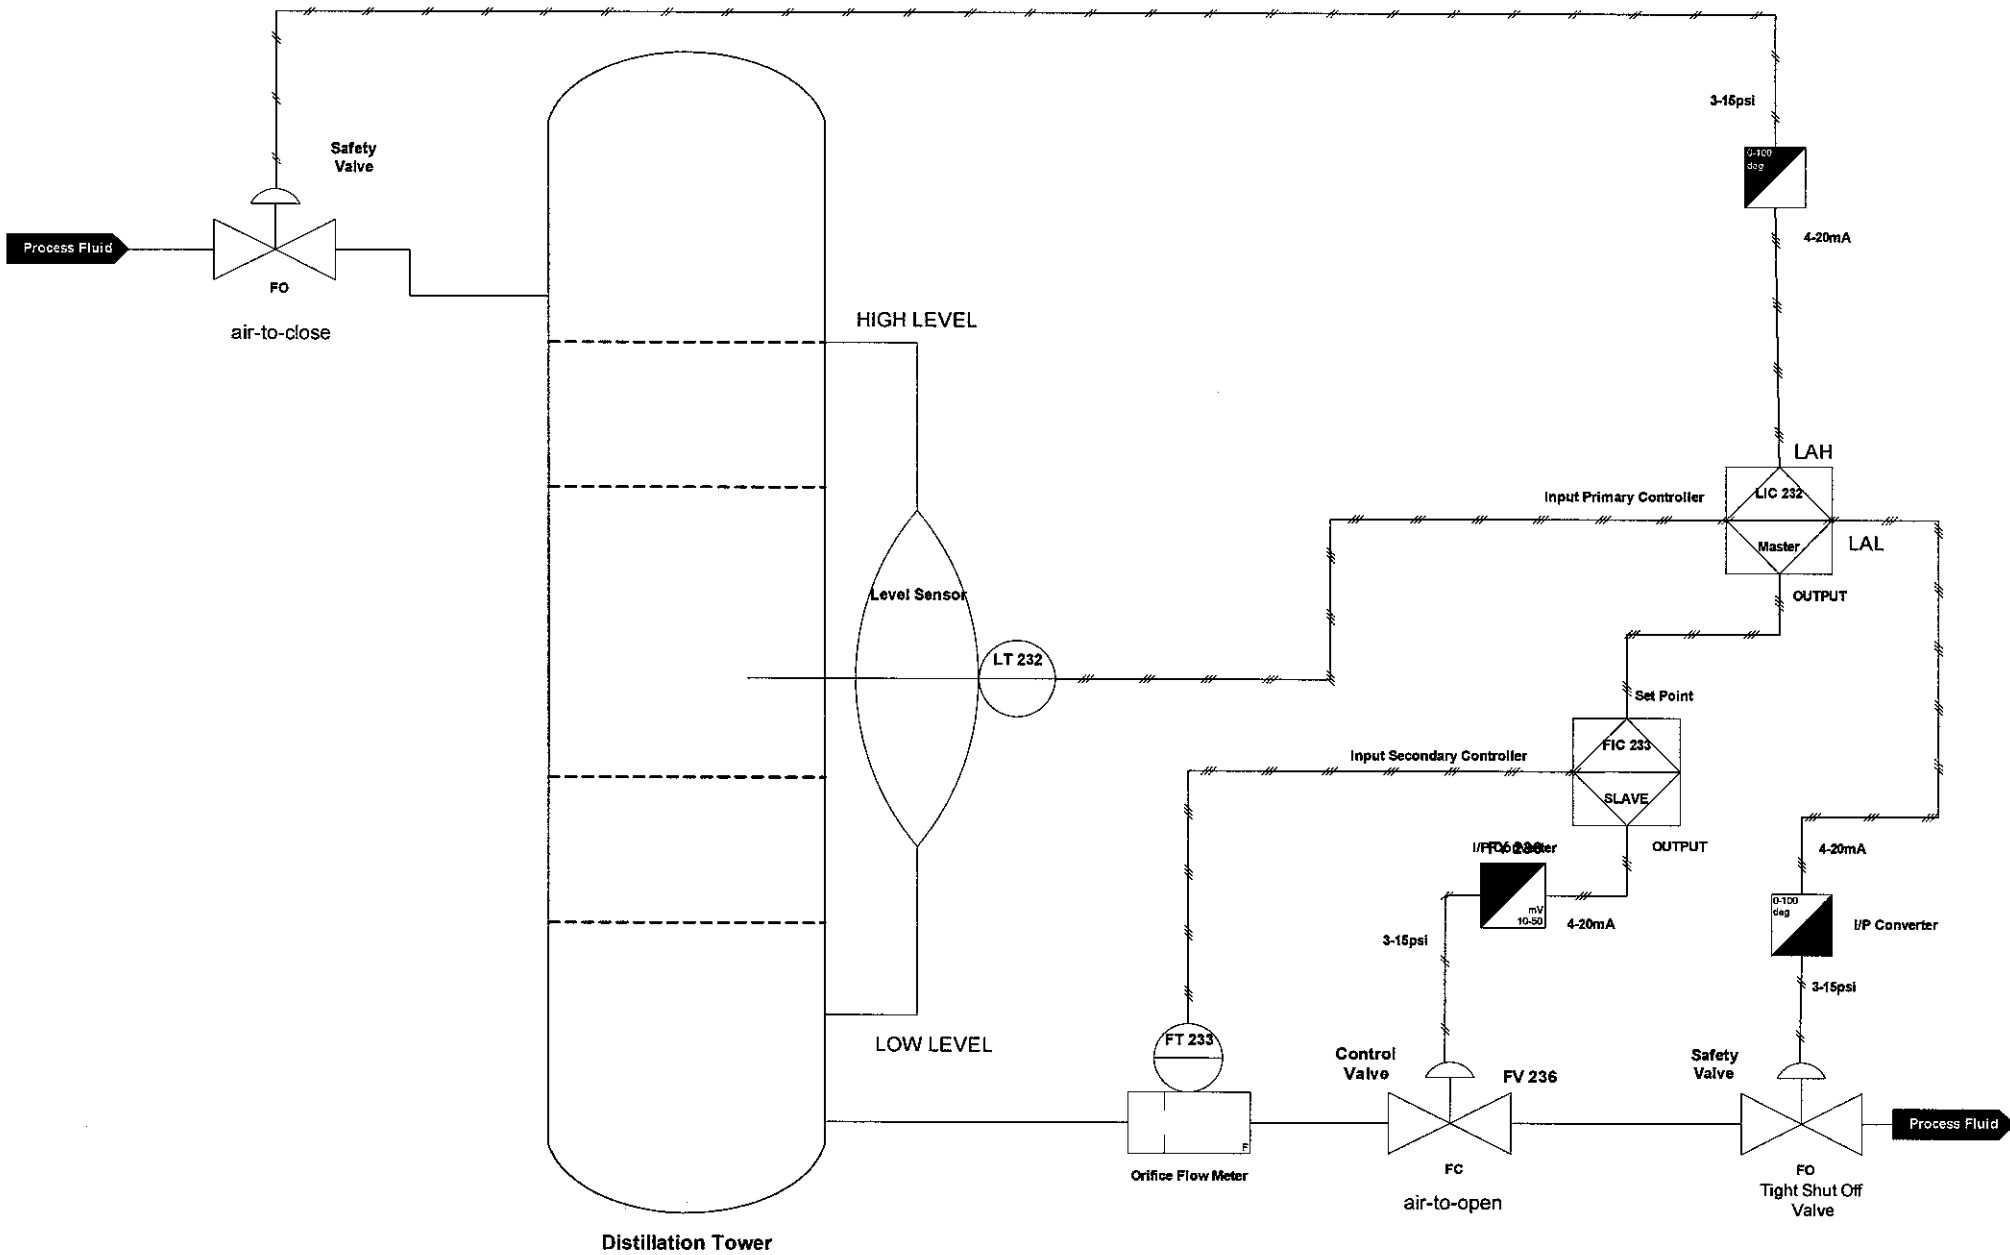 3-15psi
0-100
deg
4-20mA
Safety
Valve
Process Fluid
FO
air-to-close
HIGH LEVEL
LAH
Input Primary Controller
LIC 232
Master
LAL
OUTPUT
Level Sensor
LT 232
Set Point
FIC 233
Input Secondary Controller
SLAVE
OUTPUT
4-20mA
mV
10-50
4-20mA
3-15psi
0-100
deg
I/P Converter
3-15psi
LOW LEVEL
FT 233
Control
Valve
FV 236
Safety
Valve
Process Fluid
F
Orifice Flow Meter
FC
air-to-open
FO
Tight Shut Off
Valve
Distillation Tower